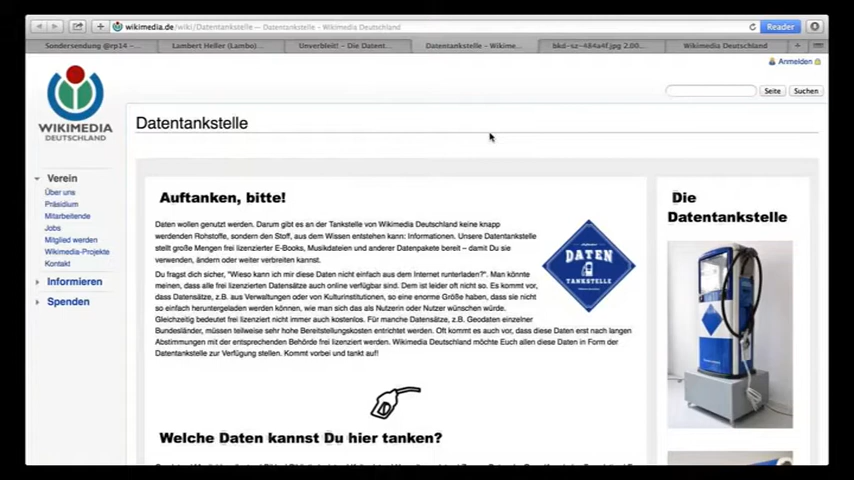 wikimedia.de/wiki/Datentankstelle — Datentankstelle – Wikimedia Deutschland
Reader
Sondersendung @rp14 – ...
Lambert Heller (Lambo)...
Unverbleit! – Die Datent...
Datentankstelle – Wikime...
bkd-sz-484a4f.jpg 2.00...
Wikimedia Deutschland
Anmelden
Seite
Suchen
WIKIMEDIA
DEUTSCHLAND
Verein
Über uns
Präsidium
Mitarbeitende
Jobs
Mitglied werden
Wikimedia-Projekte
Kontakt
Informieren
Spenden
Datentankstelle
Auftanken, bitte!
Daten wollen genutzt werden. Darum gibt es an der Tankstelle von Wikimedia Deutschland keine knapp
werdenden Rohstoffe, sondern den Stoff, aus dem Wissen entstehen kann: Informationen. Unsere Datentankstelle
stellt große Mengen frei lizenzierter E-Books, Musikdateien und anderer Datenpakete bereit – damit Du sie
verwenden, ändern oder weiter verbreiten kannst.
Du fragst dich sicher, "Wieso kann ich mir diese Daten nicht einfach aus dem Internet runterladen?". Man könnte
meinen, dass alle frei lizenzierten Datensätze auch online verfügbar sind. Dem ist leider oft nicht so. Es kommt vor,
dass Datensätze, z.B. aus Verwaltungen oder von Kulturinstitutionen, so eine enorme Größe haben, dass sie nicht
so einfach heruntergeladen werden können, wie man sich das als Nutzerin oder Nutzer wünschen würde.
Gleichzeitig bedeutet frei lizenziert nicht immer auch kostenlos. Für manche Datensätze, z.B. Geodaten einzelner
Bundesländer, müssen teilweise sehr hohe Bereitstellungskosten entrichtet werden. Oft kommt es auch vor, dass diese Daten erst nach langen
Abstimmungen mit der entsprechenden Behörde frei lizenziert werden. Wikimedia Deutschland möchte Euch allen diese Daten in Form der
Datentankstelle zur Verfügung stellen. Kommt vorbei und tankt auf!
DATEN
TANKSTELLE
Welche Daten kannst Du hier tanken?
Die
Datentankstelle